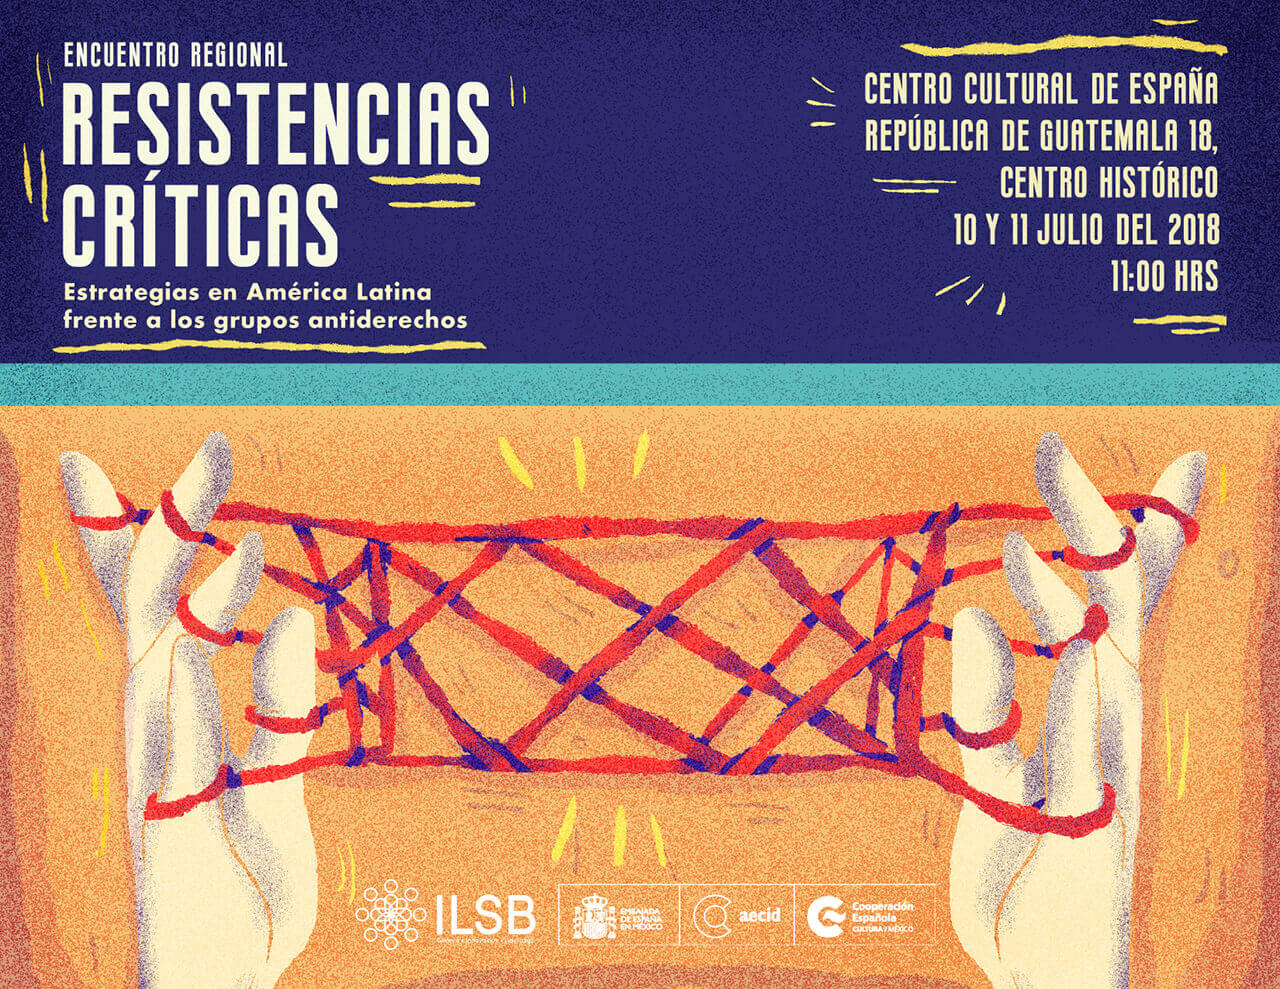 ENCUENTRO REGIONAL
RESISTENCIAS
CRÍTICAS
Estrategias en América Latina
frente a los grupos antiderechos
CENTRO CULTURAL DE ESPAÑA
REPÚBLICA DE GUATEMALA 18,
CENTRO HISTÓRICO
10 Y 11 JULIO DEL 2018
11:00 HRS
ILSB
EMBAJADA
DE ESPAÑA
EN MÉXICO
aecid
Cooperación
Española
CULTURA / MÉXICO